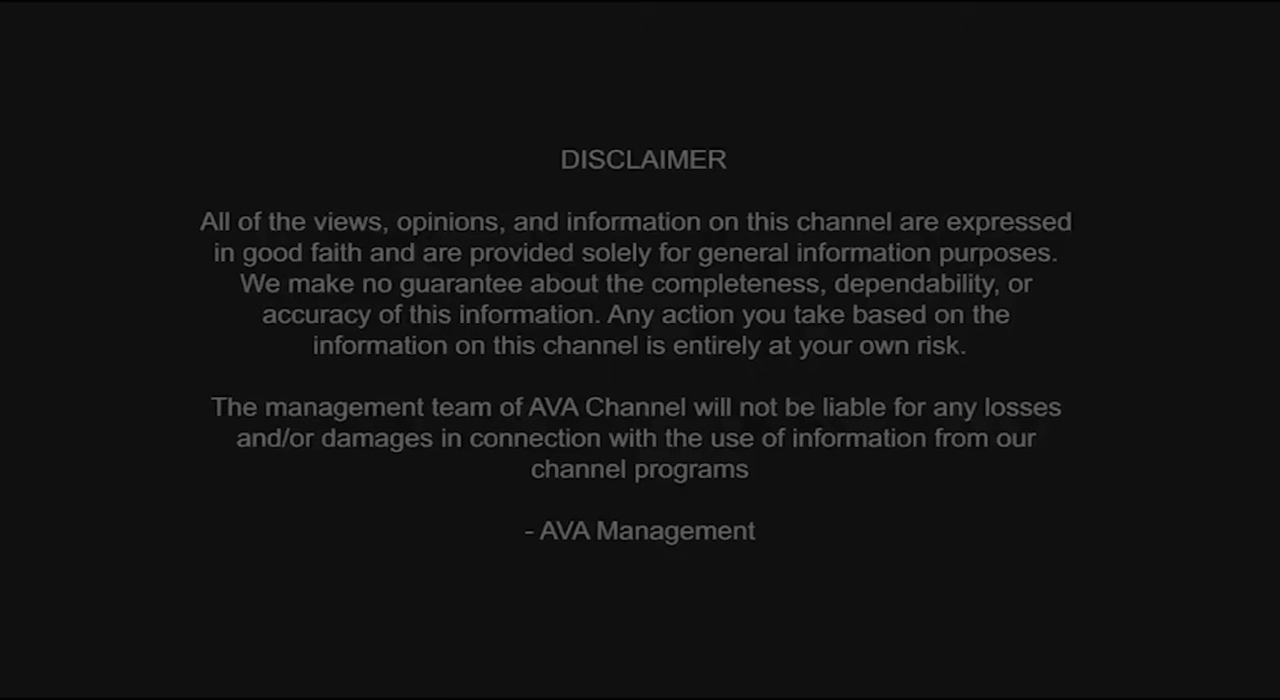 DISCLAIMER
All of the views, opinions, and information on this channel are expressed
in good faith and are provided solely for general information purposes.
We make no guarantee about the completeness, dependability, or
accuracy of this information. Any action you take based on the
information on this channel is entirely at your own risk.
The management team of AVA Channel will not be liable for any losses
and/or damages in connection with the use of information from our
channel programs
- AVA Management